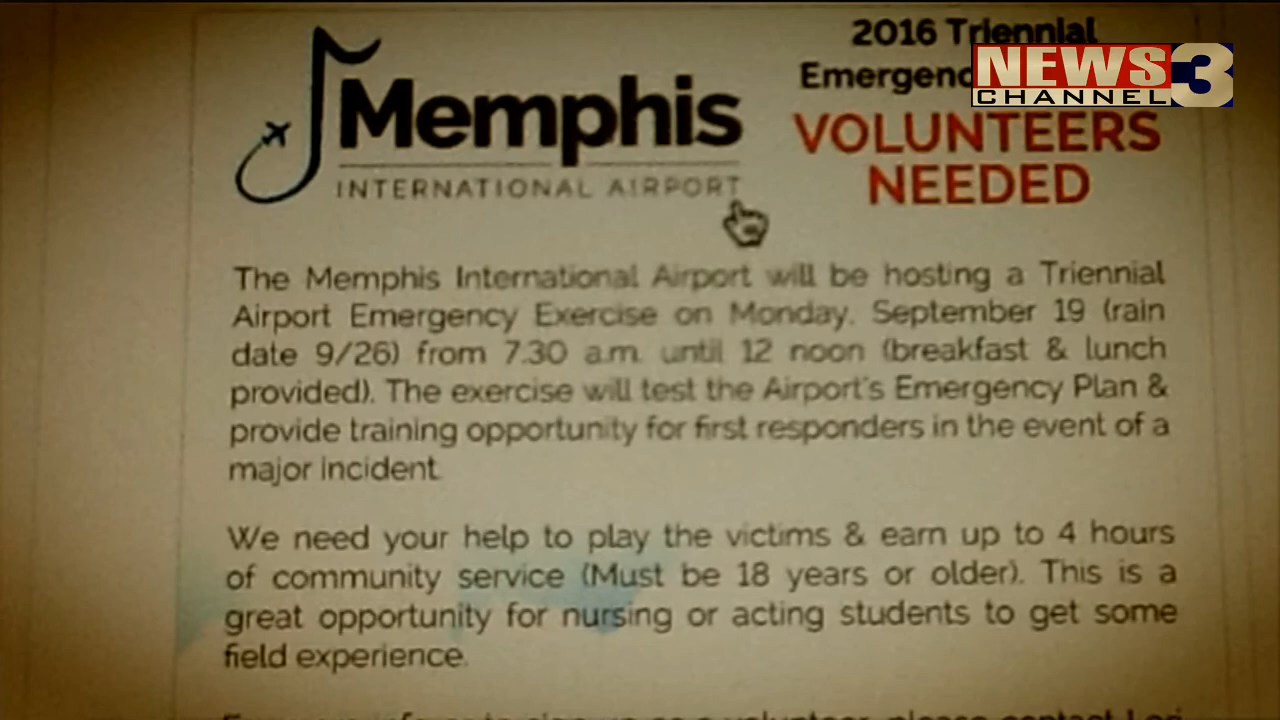 2016 Triennial
NEWS
CHANNEL 3
Memphis
INTERNATIONAL AIRPORT
VOLUNTEERS
NEEDED
The Memphis International Airport will be hosting a Triennial
Airport Emergency Exercise on Monday, September 19 (rain
date 9/26) from 7.30 a.m. until 12 noon (breakfast & lunch
provided). The exercise will test the Airport's Emergency Plan &
provide training opportunity for first responders in the event of a
major incident.
We need your help to play the victims & earn up to 4 hours
of community service (Must be 18 years or older). This is a
great opportunity for nursing or acting students to get some
field experience.